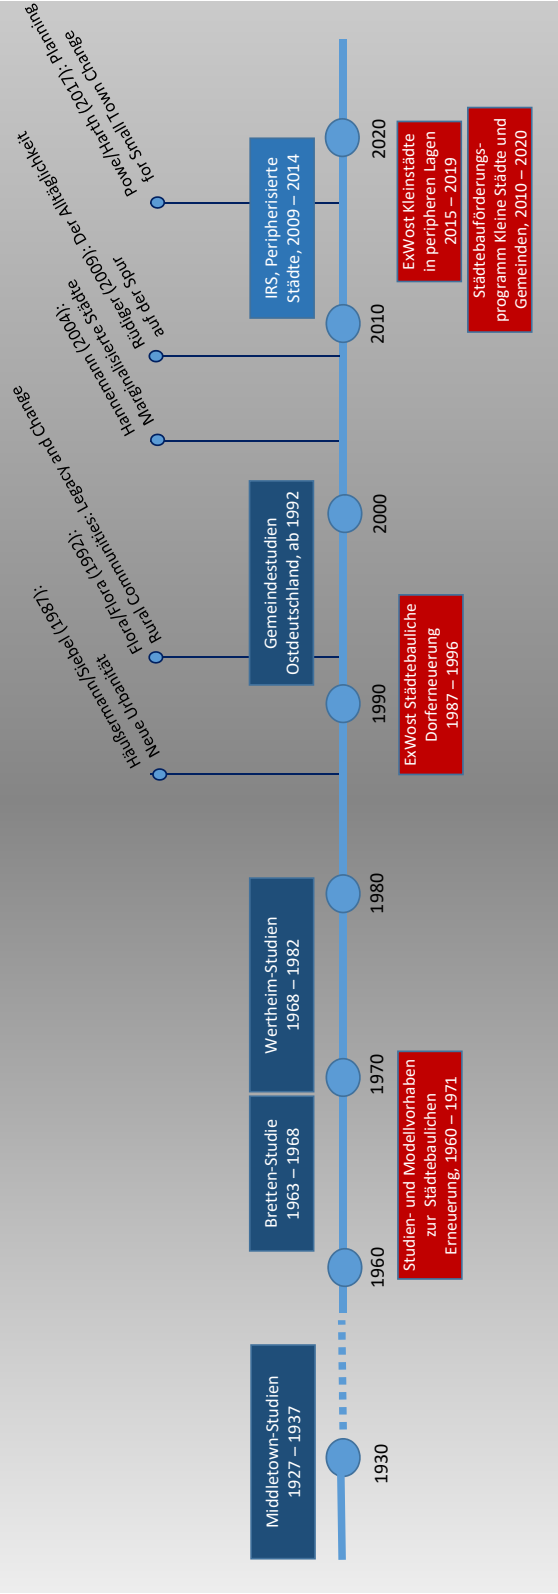 Häußermann/Siebel (1987):
Neue Urbanität
Flora/Flora (1992):
Rural Communities: Legacy and Change
Hannemann (2004):
Marginalisierte Städte
Rüdiger (2009): Der Alltäglichkeit
auf der Spur
Powe/Harth (2017): Planning
for Small Town Change
Middletown-Studien
1927 – 1937
Bretten-Studie
1963 – 1968
Wertheim-Studien
1968 – 1982
Gemeindestudien
Ostdeutschland, ab 1992
IRS, Peripherisierte
Städte, 2009 – 2014
1930
1960
1970
1980
1990
2000
2010
2020
Studien- und Modellvorhaben
zur Städtebaulichen
Erneuerung, 1960 – 1971
ExWost Städtebauliche
Dorferneuerung
1987 – 1996
ExWost Kleinstädte
in peripheren Lagen
2015 – 2019
Städtebauförderungs-
programm Kleine Städte und
Gemeinden, 2010 – 2020